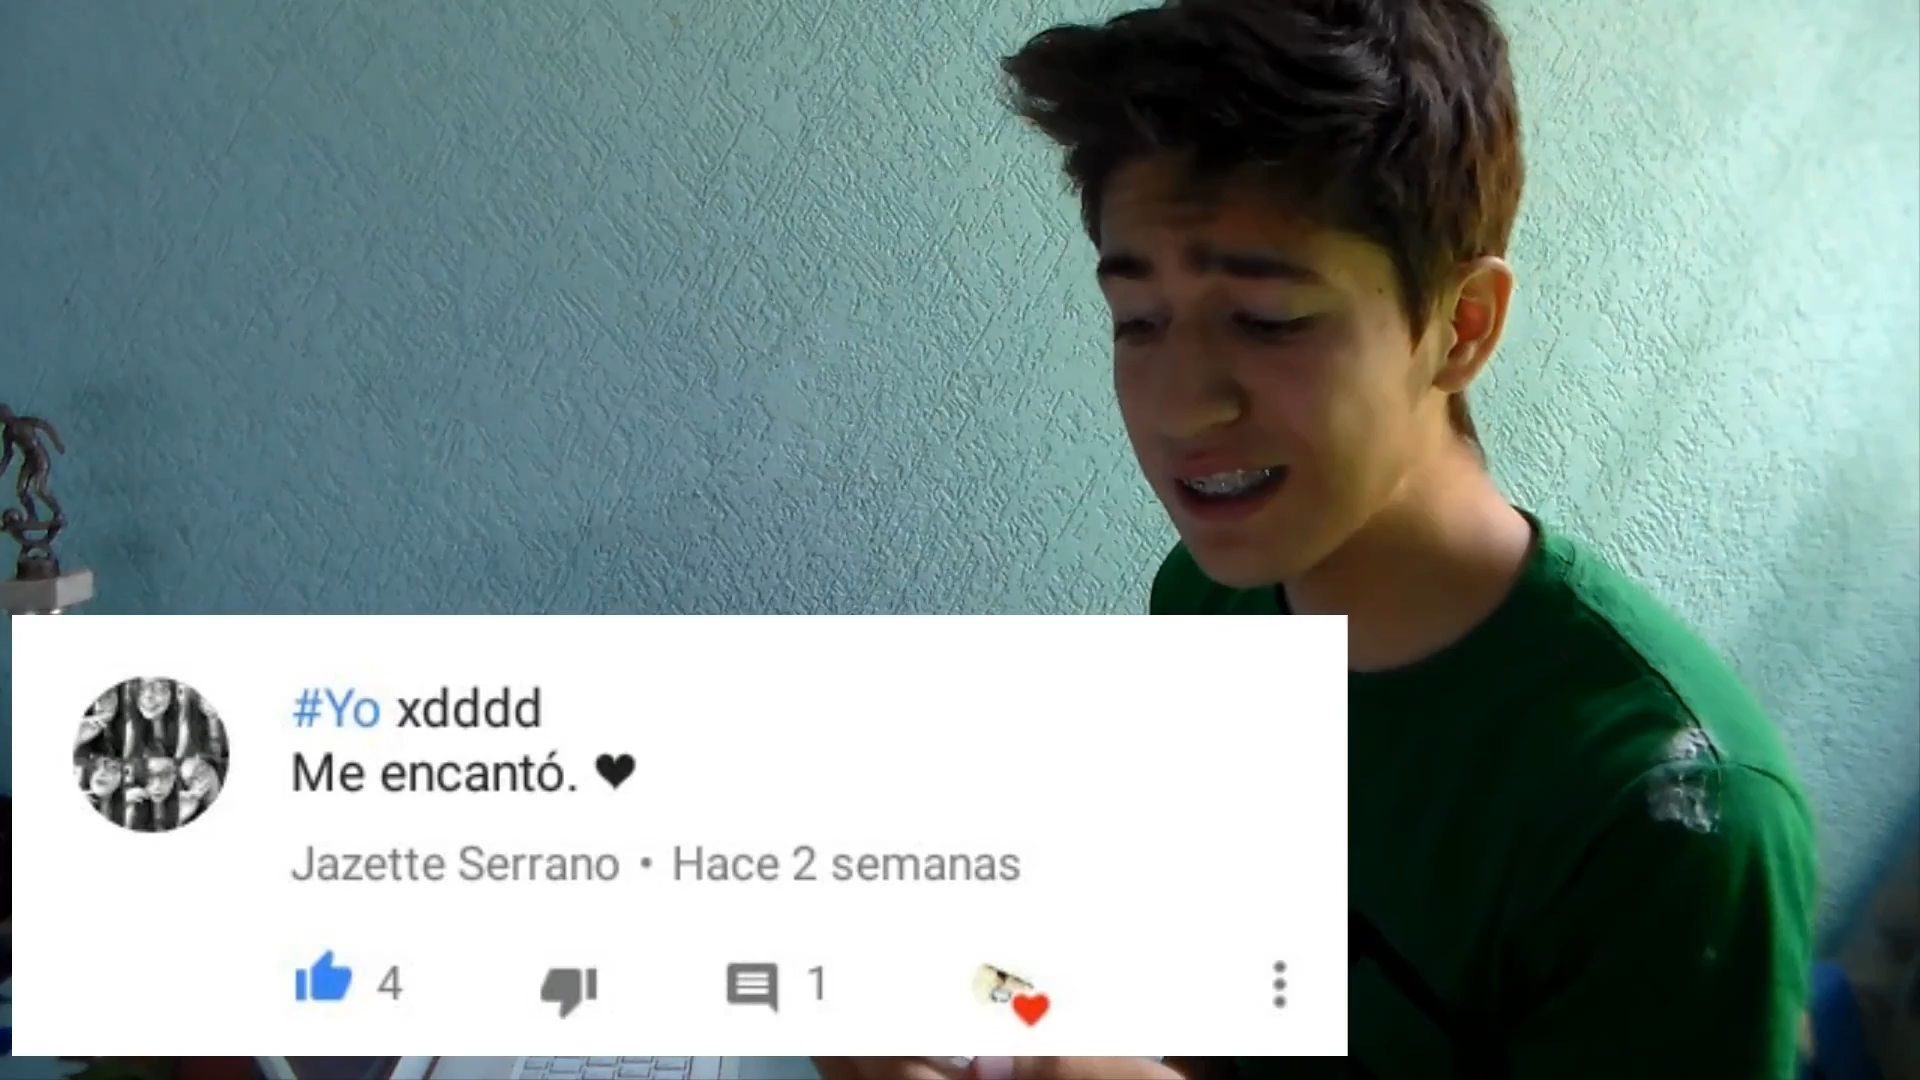 #Yo xdddd
Me encantó. ♥
Jazette Serrano • Hace 2 semanas
4 1